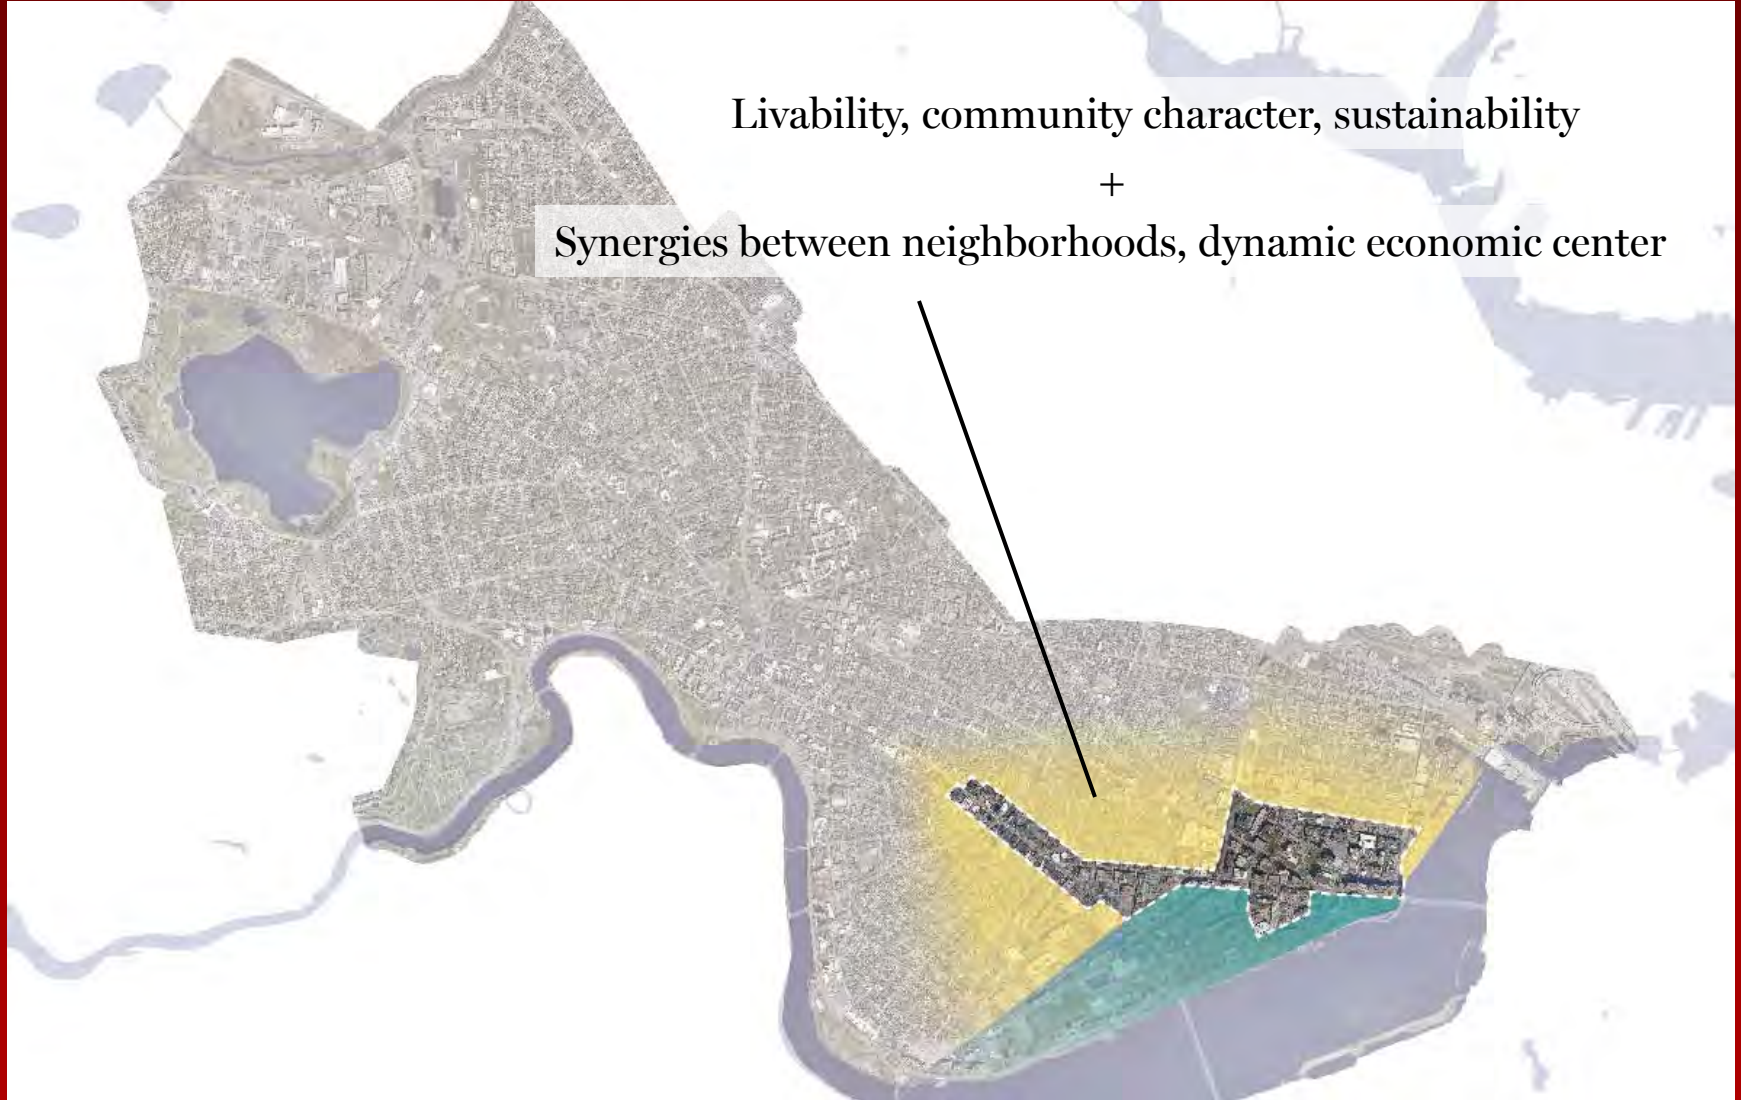 Livability, community character, sustainability
+
Synergies between neighborhoods, dynamic economic center